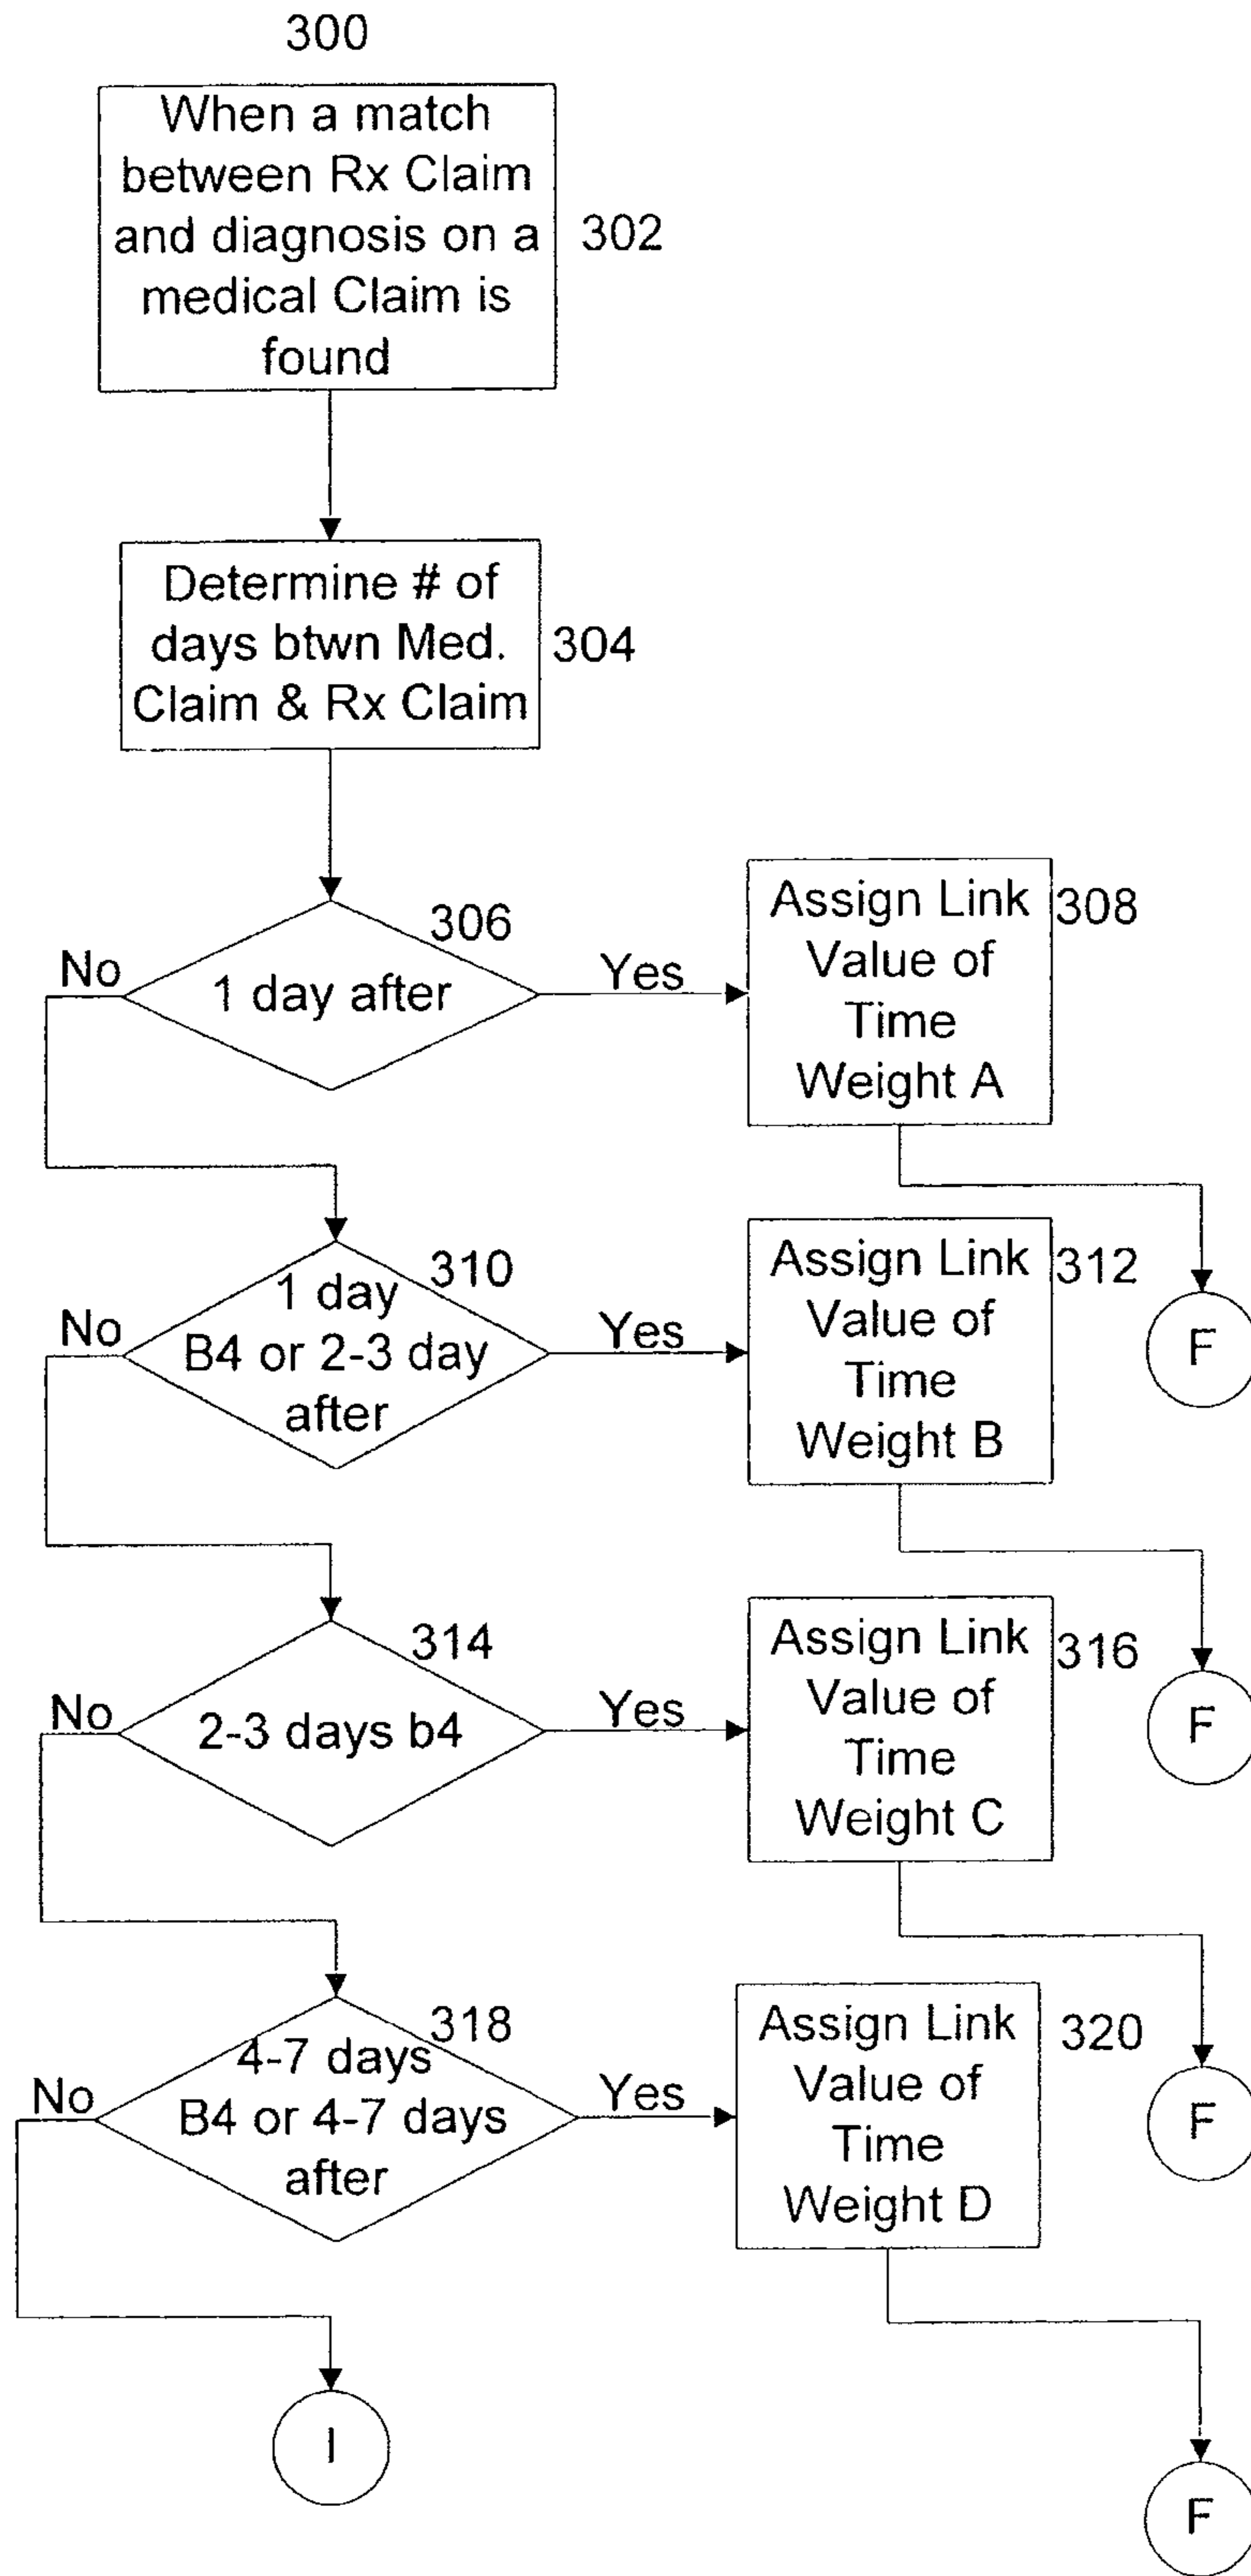 300
When a match
between Rx Claim
and diagnosis on a
medical Claim is
found
302
Determine # of
days btwn Med.
Claim & Rx Claim
304
306
No
1 day after
Yes
Assign Link
Value of
Time
Weight A
308
310
No
1 day
B4 or 2-3 day
after
Yes
Assign Link
Value of
Time
Weight B
312
F
314
No
2-3 days b4
Yes
Assign Link
Value of
Time
Weight C
316
F
318
No
4-7 days
B4 or 4-7 days
after
Yes
Assign Link
Value of
Time
Weight D
320
F
I
F